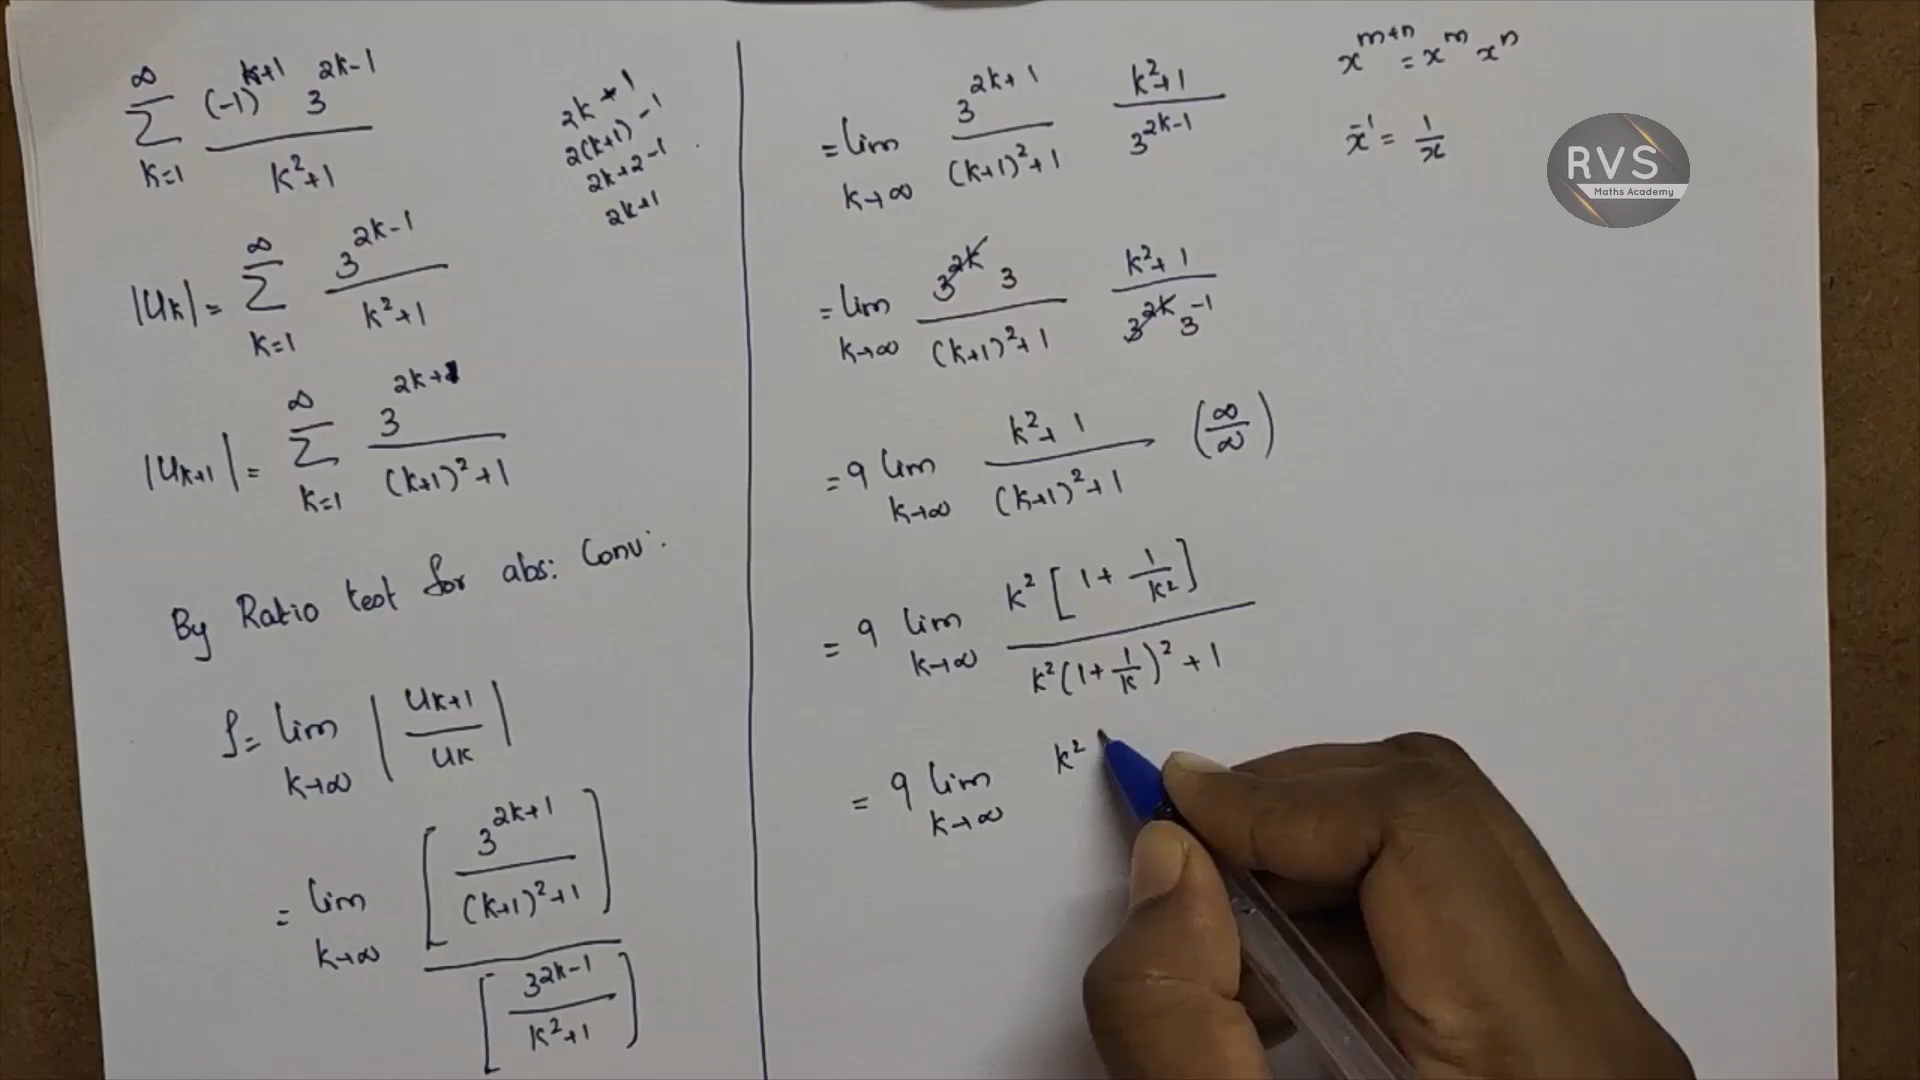 ∞
∑ (-1)^(k+1) 3^(2k-1) / k²+1
k=1
2k-1
2(k+1)-1
2k+2-1
2k+1
|Uk| = ∑_(k=1)^∞ 3^(2k-1) / k²+1
|Uk+1| = ∑_(k=1)^∞ 3^(2k+1) / (k+1)²+1
By Ratio test for abs: Conv:
ρ = lim_(k→∞) | Uk+1 / Uk |
= lim_(k→∞) [ 3^(2k+1) / (k+1)²+1 ] / [ 3^(2k-1) / k²+1 ]
= lim_(k→∞) 3^(2k+1) / (k+1)²+1 k²+1 / 3^(2k-1)
= lim_(k→∞) 3^(2k) 3 / (k+1)²+1 k²+1 / 3^(2k) 3^(-1)
= 9 lim_(k→∞) k²+1 / (k+1)²+1 (∞/∞)
= 9 lim_(k→∞) k² [1+ 1/k²] / k² (1+ 1/k)² +1
= 9 lim_(k→∞) k²
x^(m+n) = x^m x^n
x^(-1) = 1/x
RVS
Maths Academy